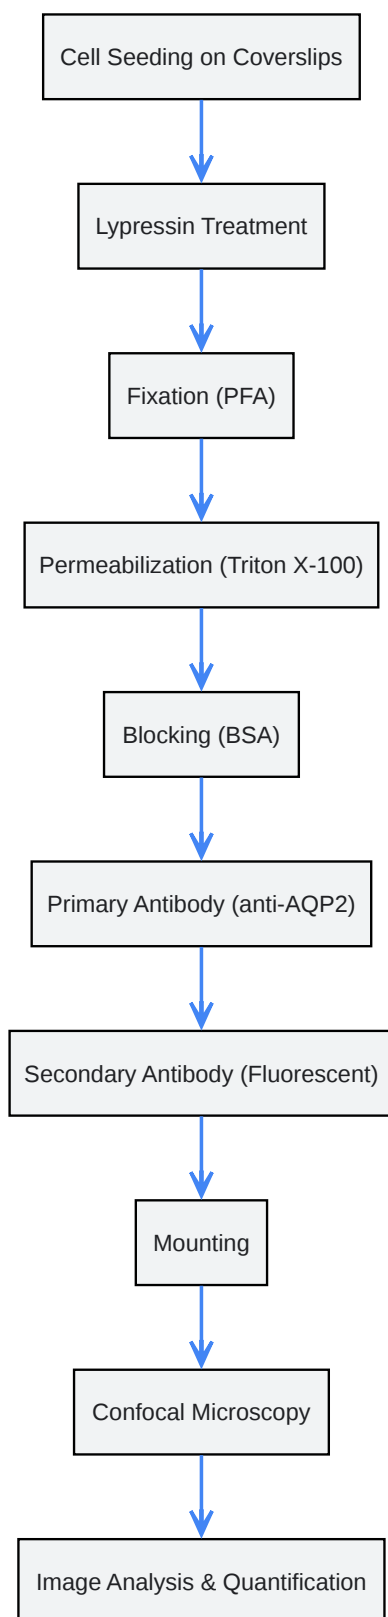 Cell Seeding on Coverslips
Lypressin Treatment
Fixation (PFA)
Permeabilization (Triton X-100)
Blocking (BSA)
Primary Antibody (anti-AQP2)
Secondary Antibody (Fluorescent)
Mounting
Confocal Microscopy
Image Analysis & Quantification